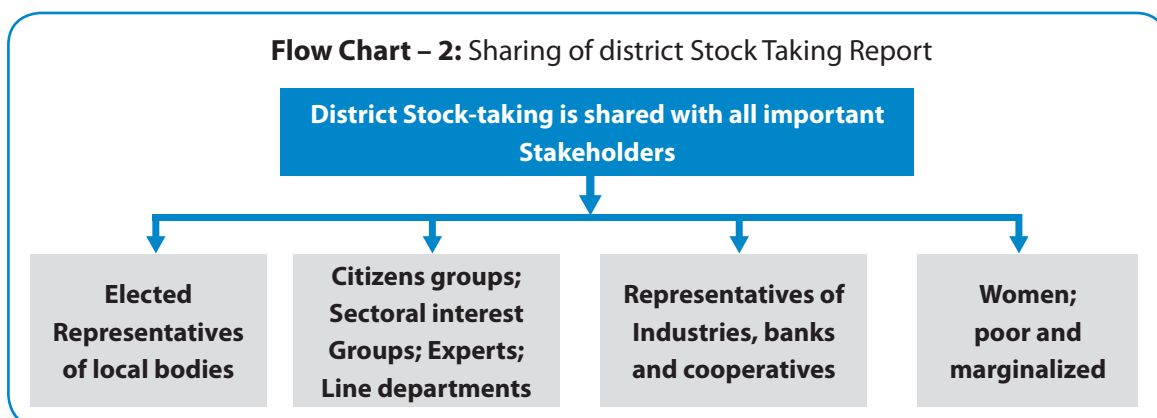 Flow Chart – 2: Sharing of district Stock Taking Report
District Stock-taking is shared with all important
Stakeholders
Elected
Representatives
of local bodies
Citizens groups;
Sectoral interest
Groups; Experts;
Line departments
Representatives of
Industries, banks
and cooperatives
Women;
poor and
marginalized